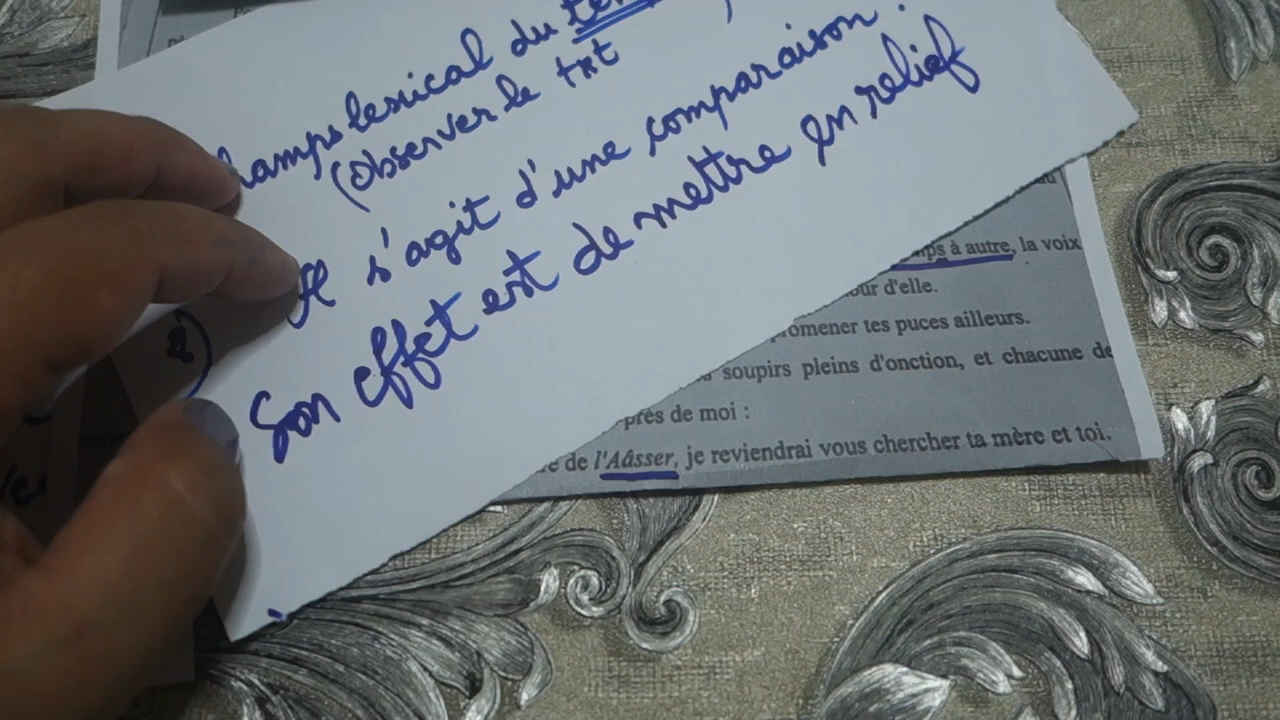 champs lexical du
(Observer le txt
Il s'agit d'une comparaison.
2)
Son effet est de mettre en relief
à autre, la voix
d'elle.
promener tes puces ailleurs.
soupirs pleins d'onction, et chacune de
près de moi :
de l'Aâsser, je reviendrai vous chercher ta mère et toi.